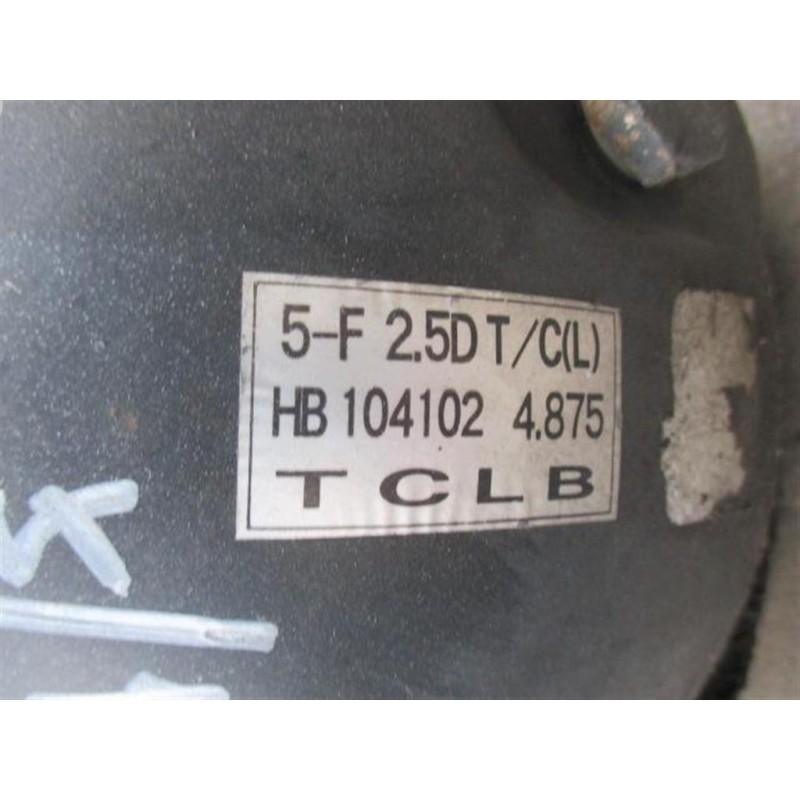 5-F 2.5D T/C(L)
HB 104102 4.875
TCLB